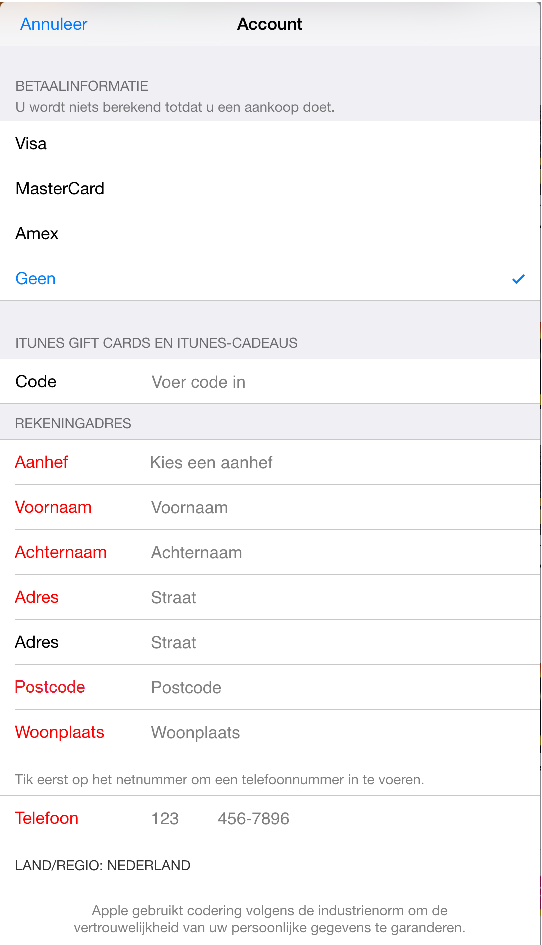 Annuleer Account
BETAALINFORMATIE
U wordt niets berekend totdat u een aankoop doet.
Visa
MasterCard
Amex
Geen
ITUNES GIFT CARDS EN ITUNES-CADEAUS
Code Voer code in
REKENINGADRES
Aanhef Kies een aanhef
Voornaam Voornaam
Achternaam Achternaam
Adres Straat
Adres Straat
Postcode Postcode
Woonplaats Woonplaats
Tik eerst op het netnummer om een telefoonnummer in te voeren.
Telefoon 123 456-7896
LAND/REGIO: NEDERLAND
Apple gebruikt codering volgens de industrienorm om de
vertrouwelijkheid van uw persoonlijke gegevens te garanderen.